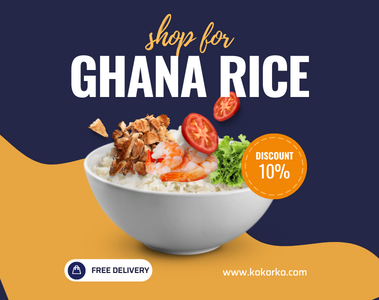 shop for
GHANA RICE
DISCOUNT
10%
FREE DELIVERY
www.kokorko.com